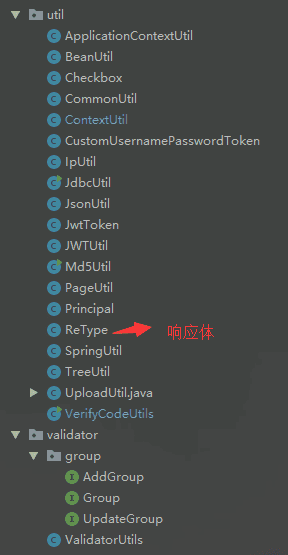 util
ApplicationContextUtil
BeanUtil
Checkbox
CommonUtil
ContextUtil
CustomUsernamePasswordToken
IpUtil
JdbcUtil
JsonUtil
JwtToken
JWTUtil
Md5Util
PageUtil
Principal
ReType 响应体
SpringUtil
TreeUtil
UploadUtil.java
VerifyCodeUtils
validator
group
AddGroup
Group
UpdateGroup
ValidatorUtils